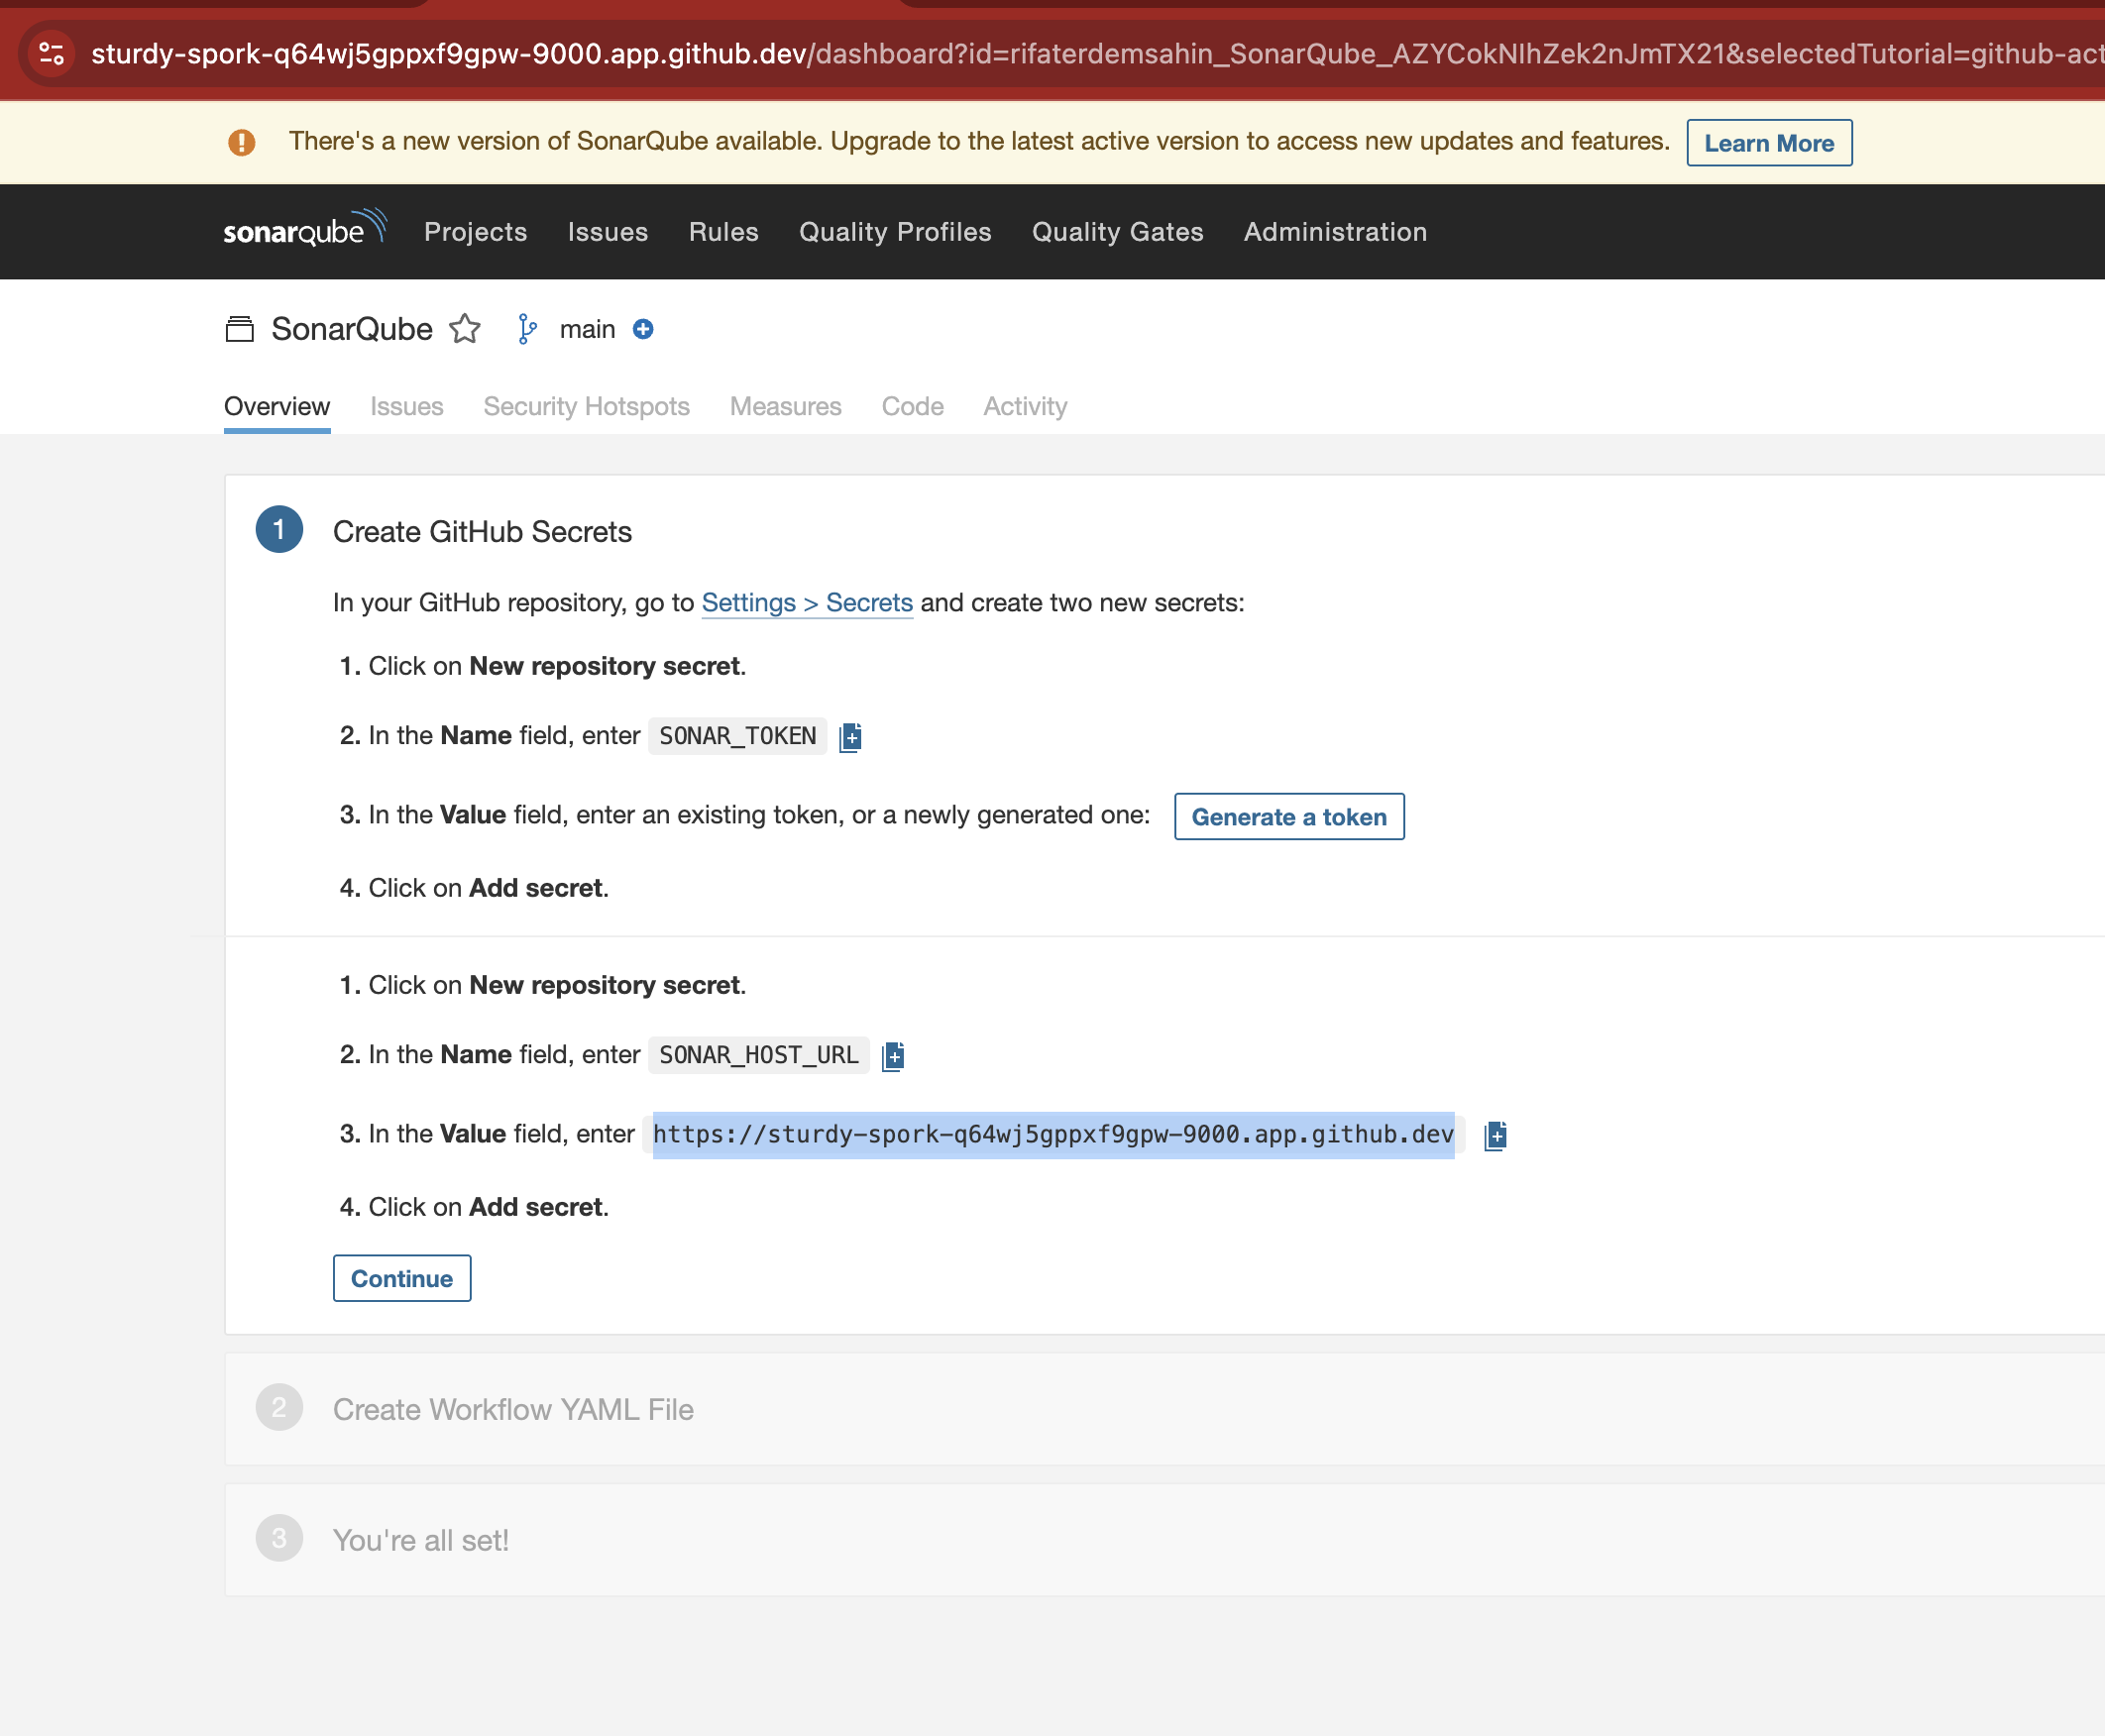 sturdy-spork-q64wj5gppxf9gpw-9000.app.github.dev/dashboard?id=rifaterdemsahin_SonarQube_AZYCokNIhZek2nJmTX21&selectedTutorial=github-act
There's a new version of SonarQube available. Upgrade to the latest active version to access new updates and features. Learn More
sonarqube Projects Issues Rules Quality Profiles Quality Gates Administration
SonarQube main
Overview Issues Security Hotspots Measures Code Activity
1 Create GitHub Secrets
In your GitHub repository, go to Settings > Secrets and create two new secrets:
1. Click on New repository secret.
2. In the Name field, enter SONAR_TOKEN
3. In the Value field, enter an existing token, or a newly generated one: Generate a token
4. Click on Add secret.
1. Click on New repository secret.
2. In the Name field, enter SONAR_HOST_URL
3. In the Value field, enter https://sturdy-spork-q64wj5gppxf9gpw-9000.app.github.dev
4. Click on Add secret.
Continue
2 Create Workflow YAML File
3 You're all set!